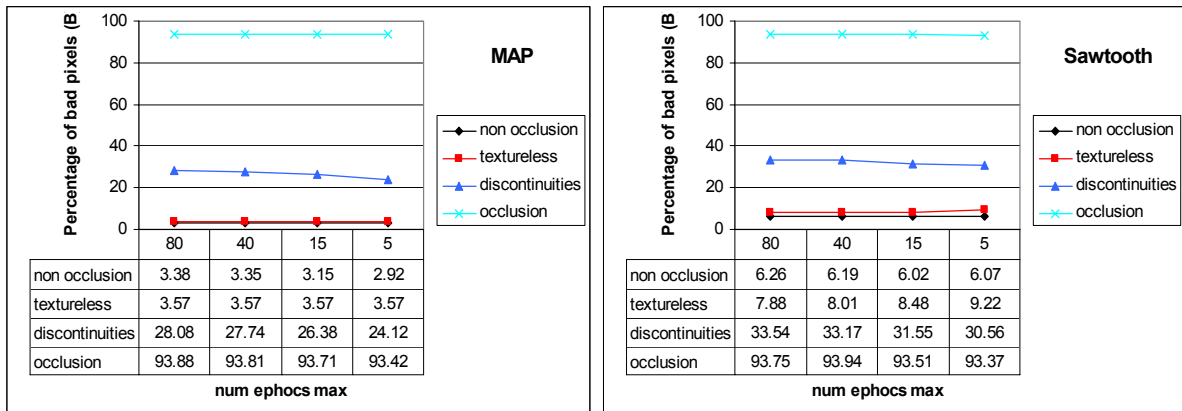 Percentage of bad pixels (B
100
80
60
40
20
0
MAP
non occlusion
textureless
discontinuities
occlusion
80 40 15 5
non occlusion 3.38 3.35 3.15 2.92
textureless 3.57 3.57 3.57 3.57
discontinuities 28.08 27.74 26.38 24.12
occlusion 93.88 93.81 93.71 93.42
num ephocs max
Percentage of bad pixels (B
100
80
60
40
20
0
Sawtooth
non occlusion
textureless
discontinuities
occlusion
80 40 15 5
non occlusion 6.26 6.19 6.02 6.07
textureless 7.88 8.01 8.48 9.22
discontinuities 33.54 33.17 31.55 30.56
occlusion 93.75 93.94 93.51 93.37
num ephocs max